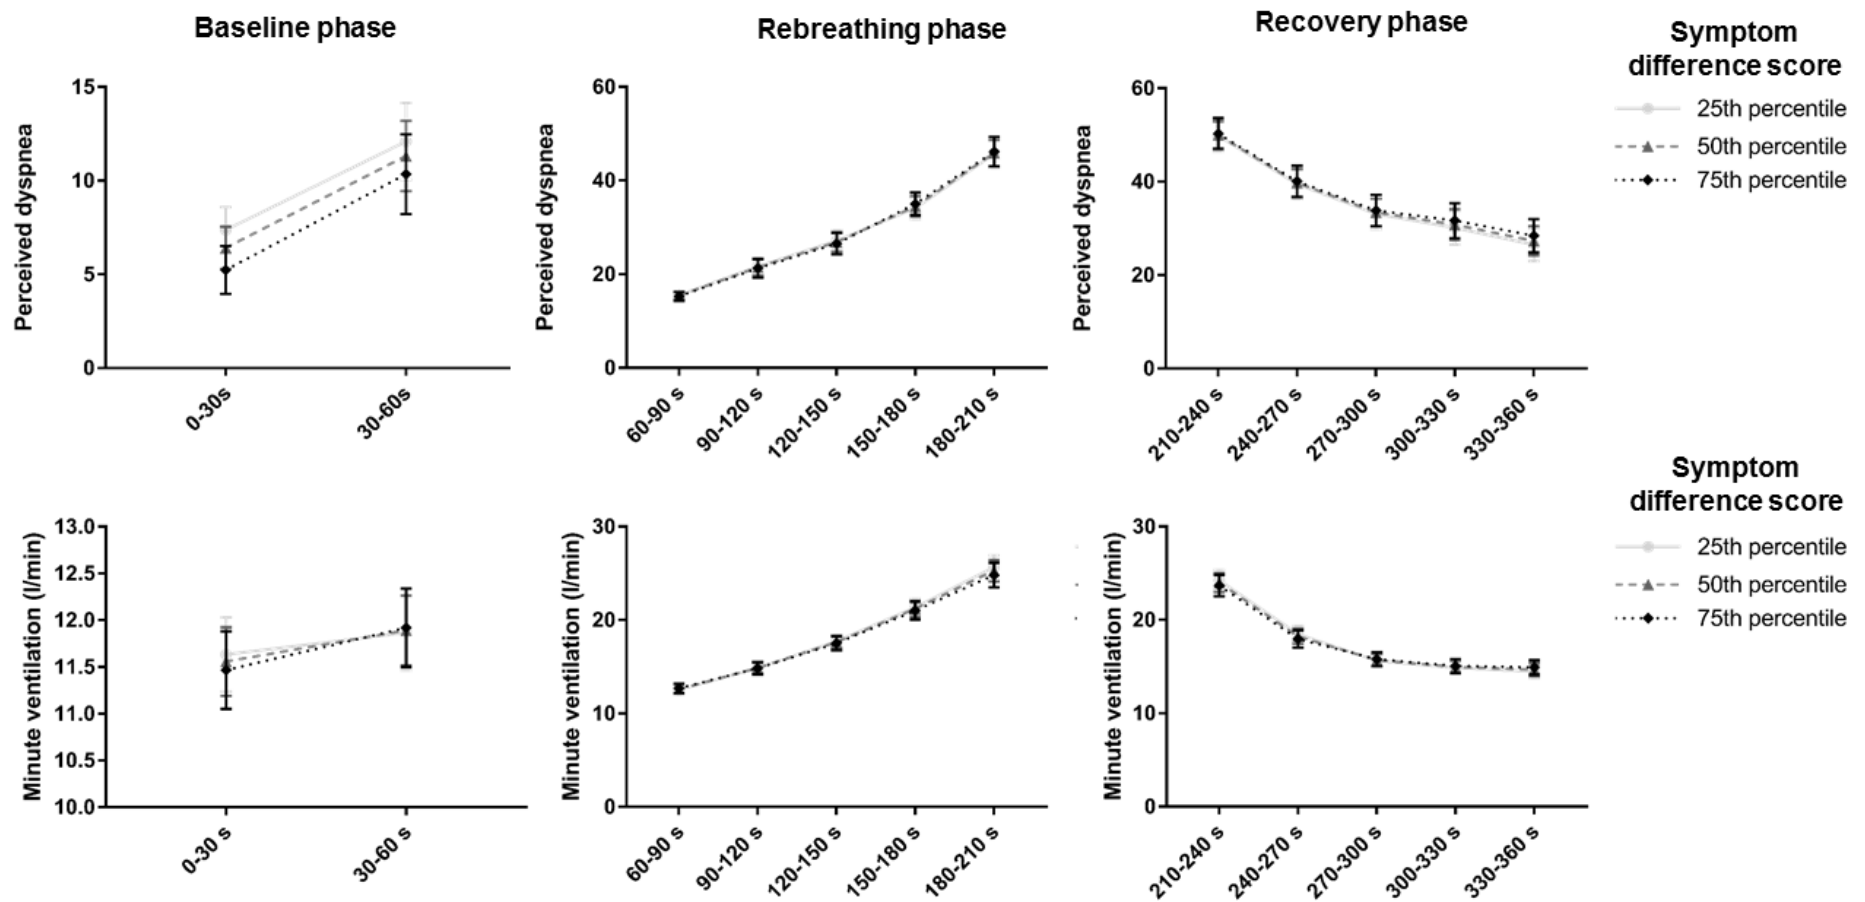 Baseline phase
Rebreathing phase
Recovery phase
Symptom
difference score
25th percentile
50th percentile
75th percentile
Perceived dyspnea
15
10
5
0
0-30s
30-60s
Perceived dyspnea
60
40
20
0
60-90 s
90-120 s
120-150 s
150-180 s
180-210 s
Perceived dyspnea
60
40
20
0
210-240 s
240-270 s
270-300 s
300-330 s
330-360 s
Symptom
difference score
25th percentile
50th percentile
75th percentile
Minute ventilation (l/min)
13.0
12.5
12.0
11.5
11.0
10.5
10.0
0-30 s
30-60 s
Minute ventilation (l/min)
30
20
10
0
60-90 s
90-120 s
120-150 s
150-180 s
180-210 s
Minute ventilation (l/min)
30
20
10
0
210-240 s
240-270 s
270-300 s
300-330 s
330-360 s